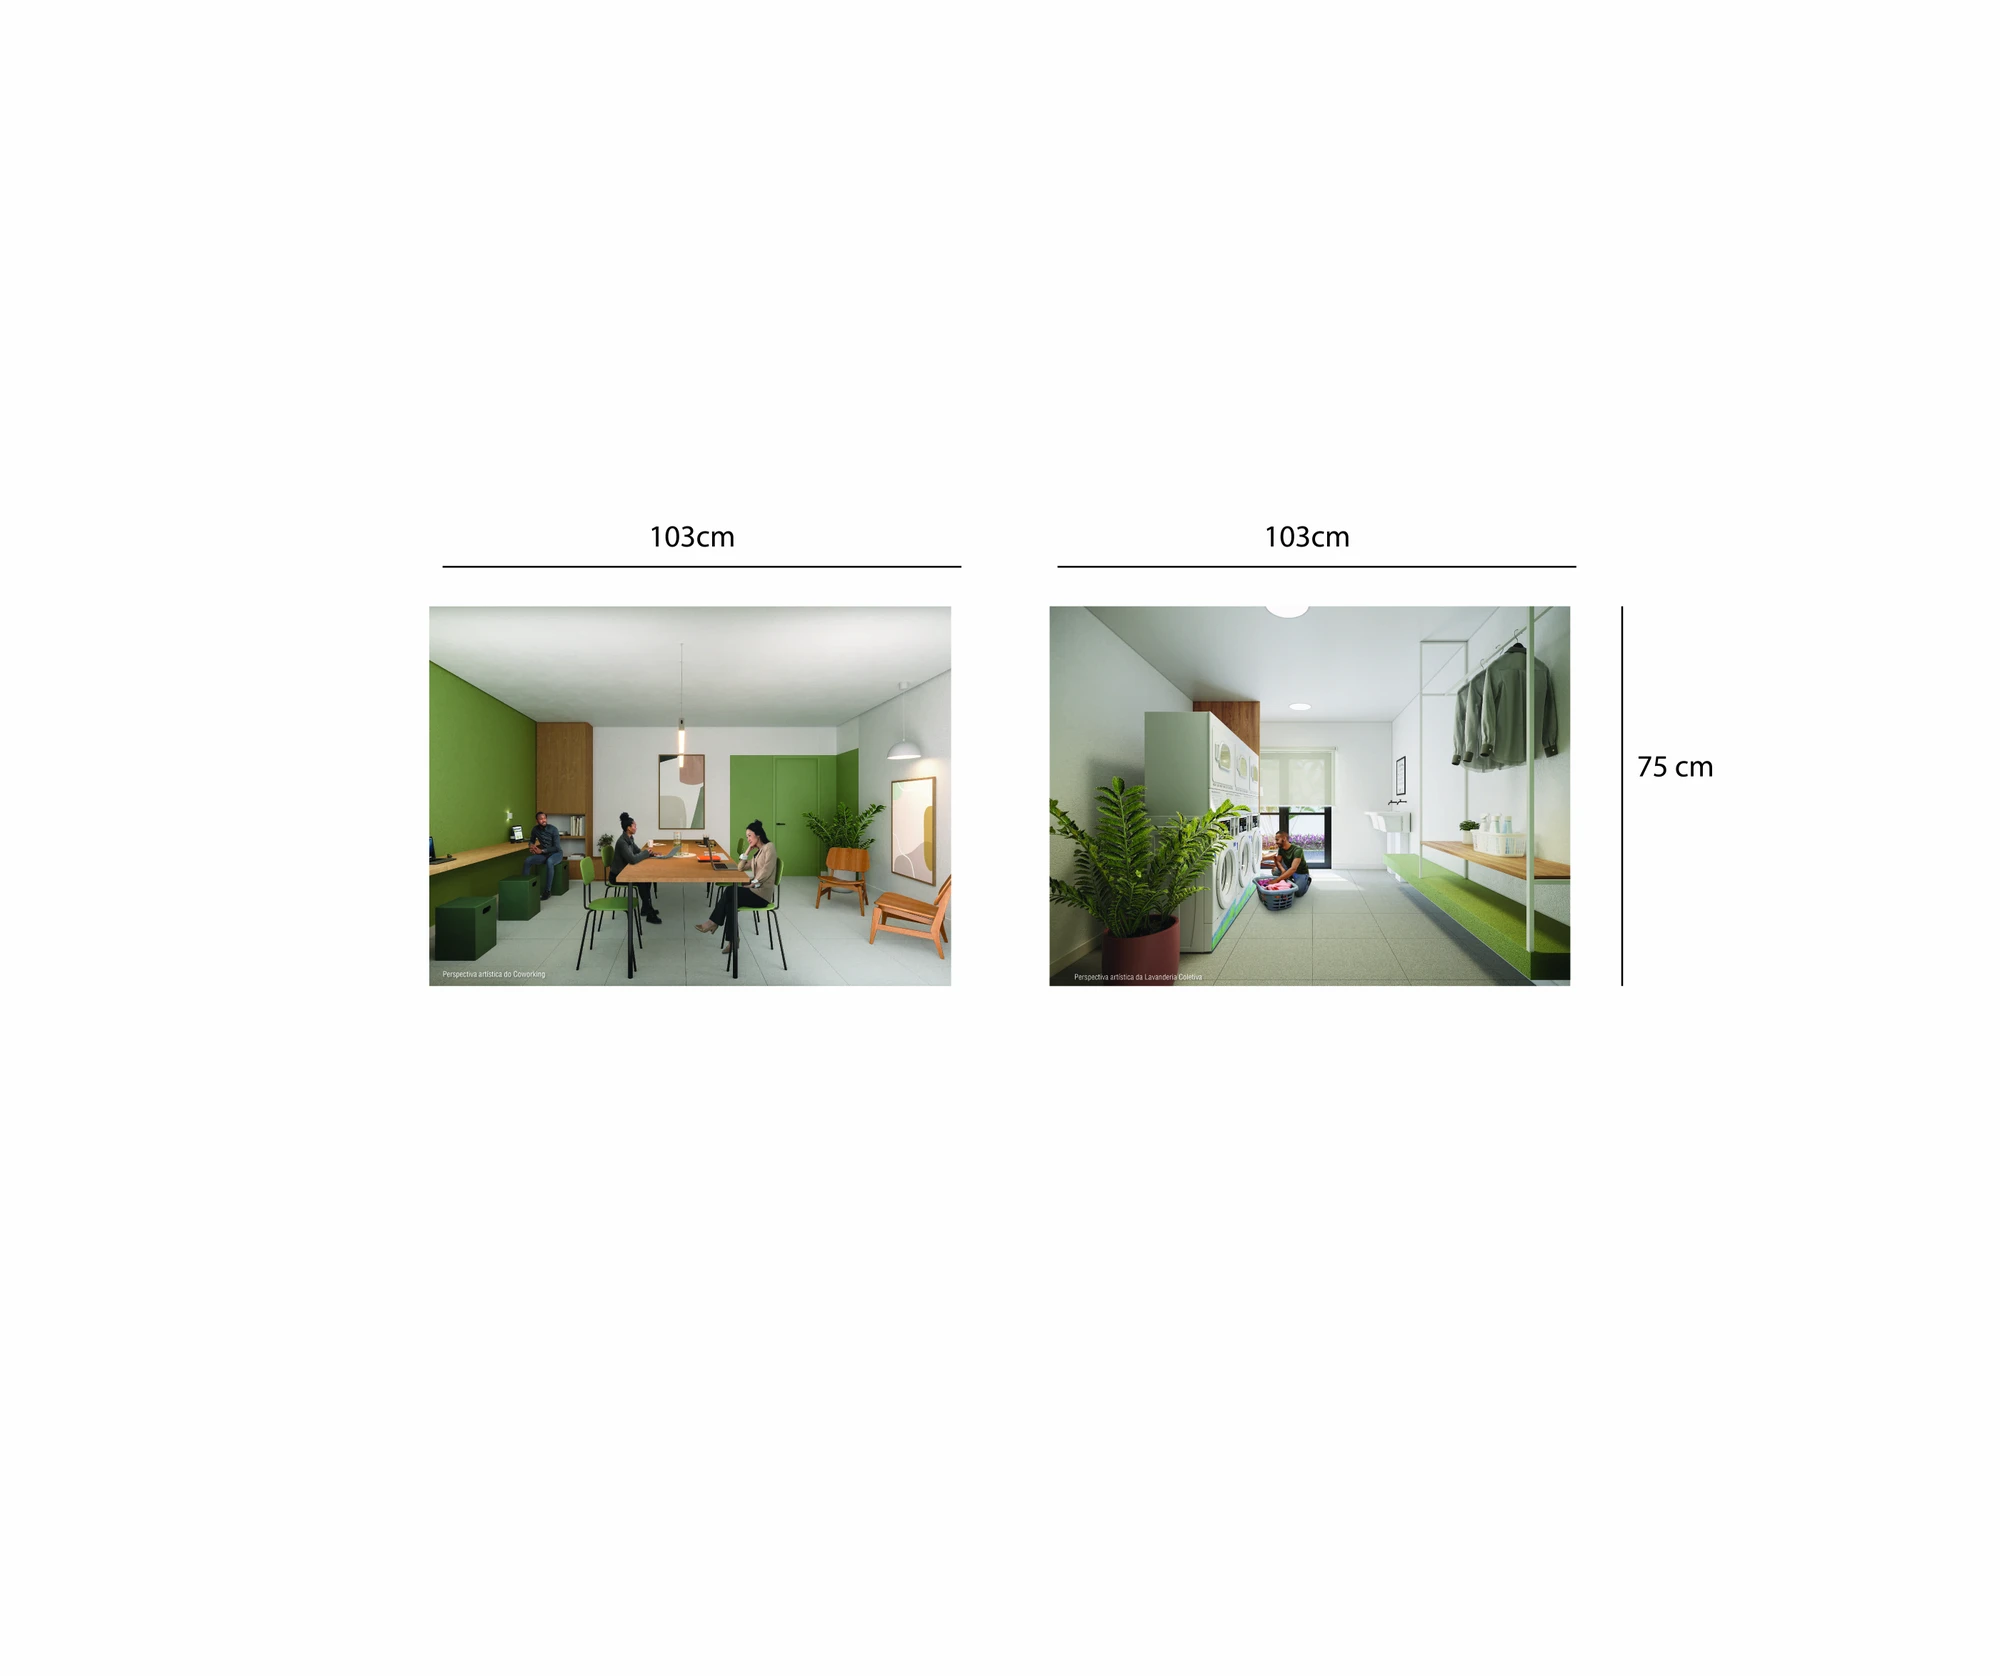 103cm
103cm
75 cm
Perspectiva artística do Coworking
Perspectiva artística da Lavanderia Coletiva